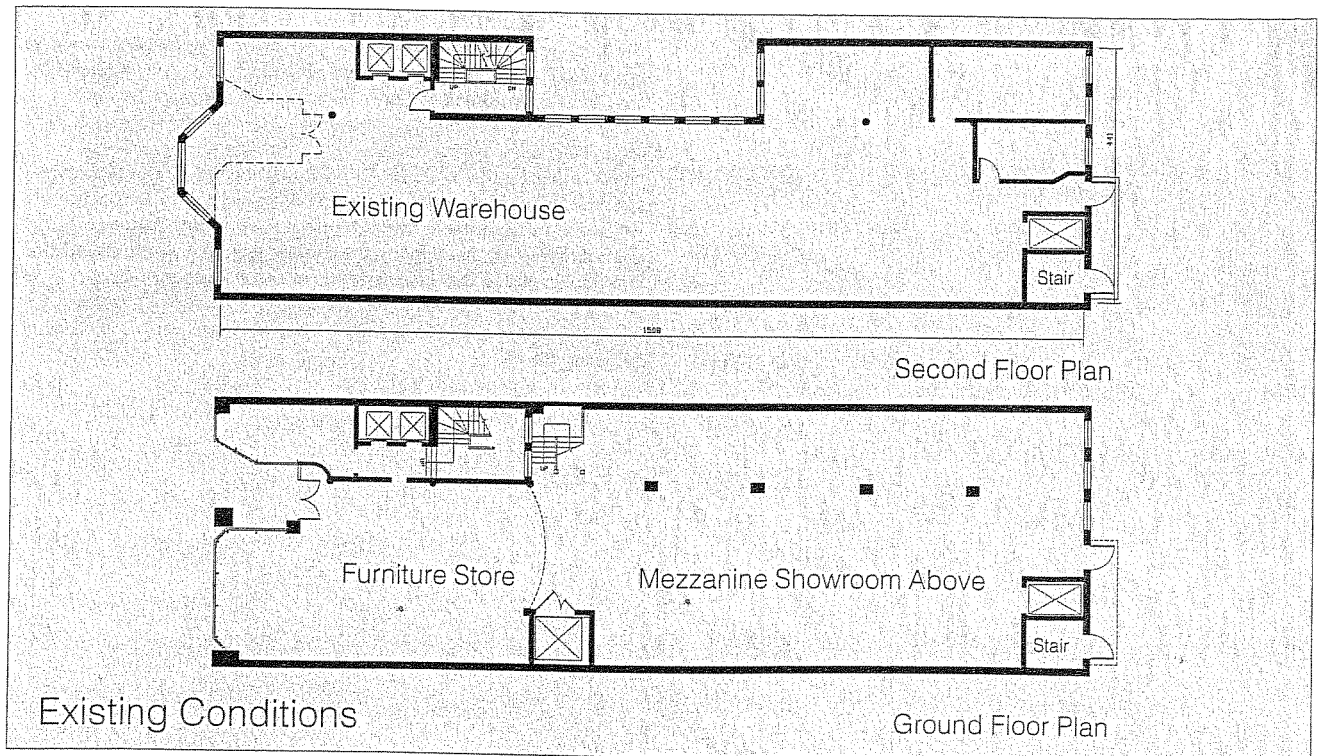 UP
DN
Existing Warehouse
Stair
Second Floor Plan
UP
Furniture Store
Mezzanine Showroom Above
Stair
Existing Conditions
Ground Floor Plan